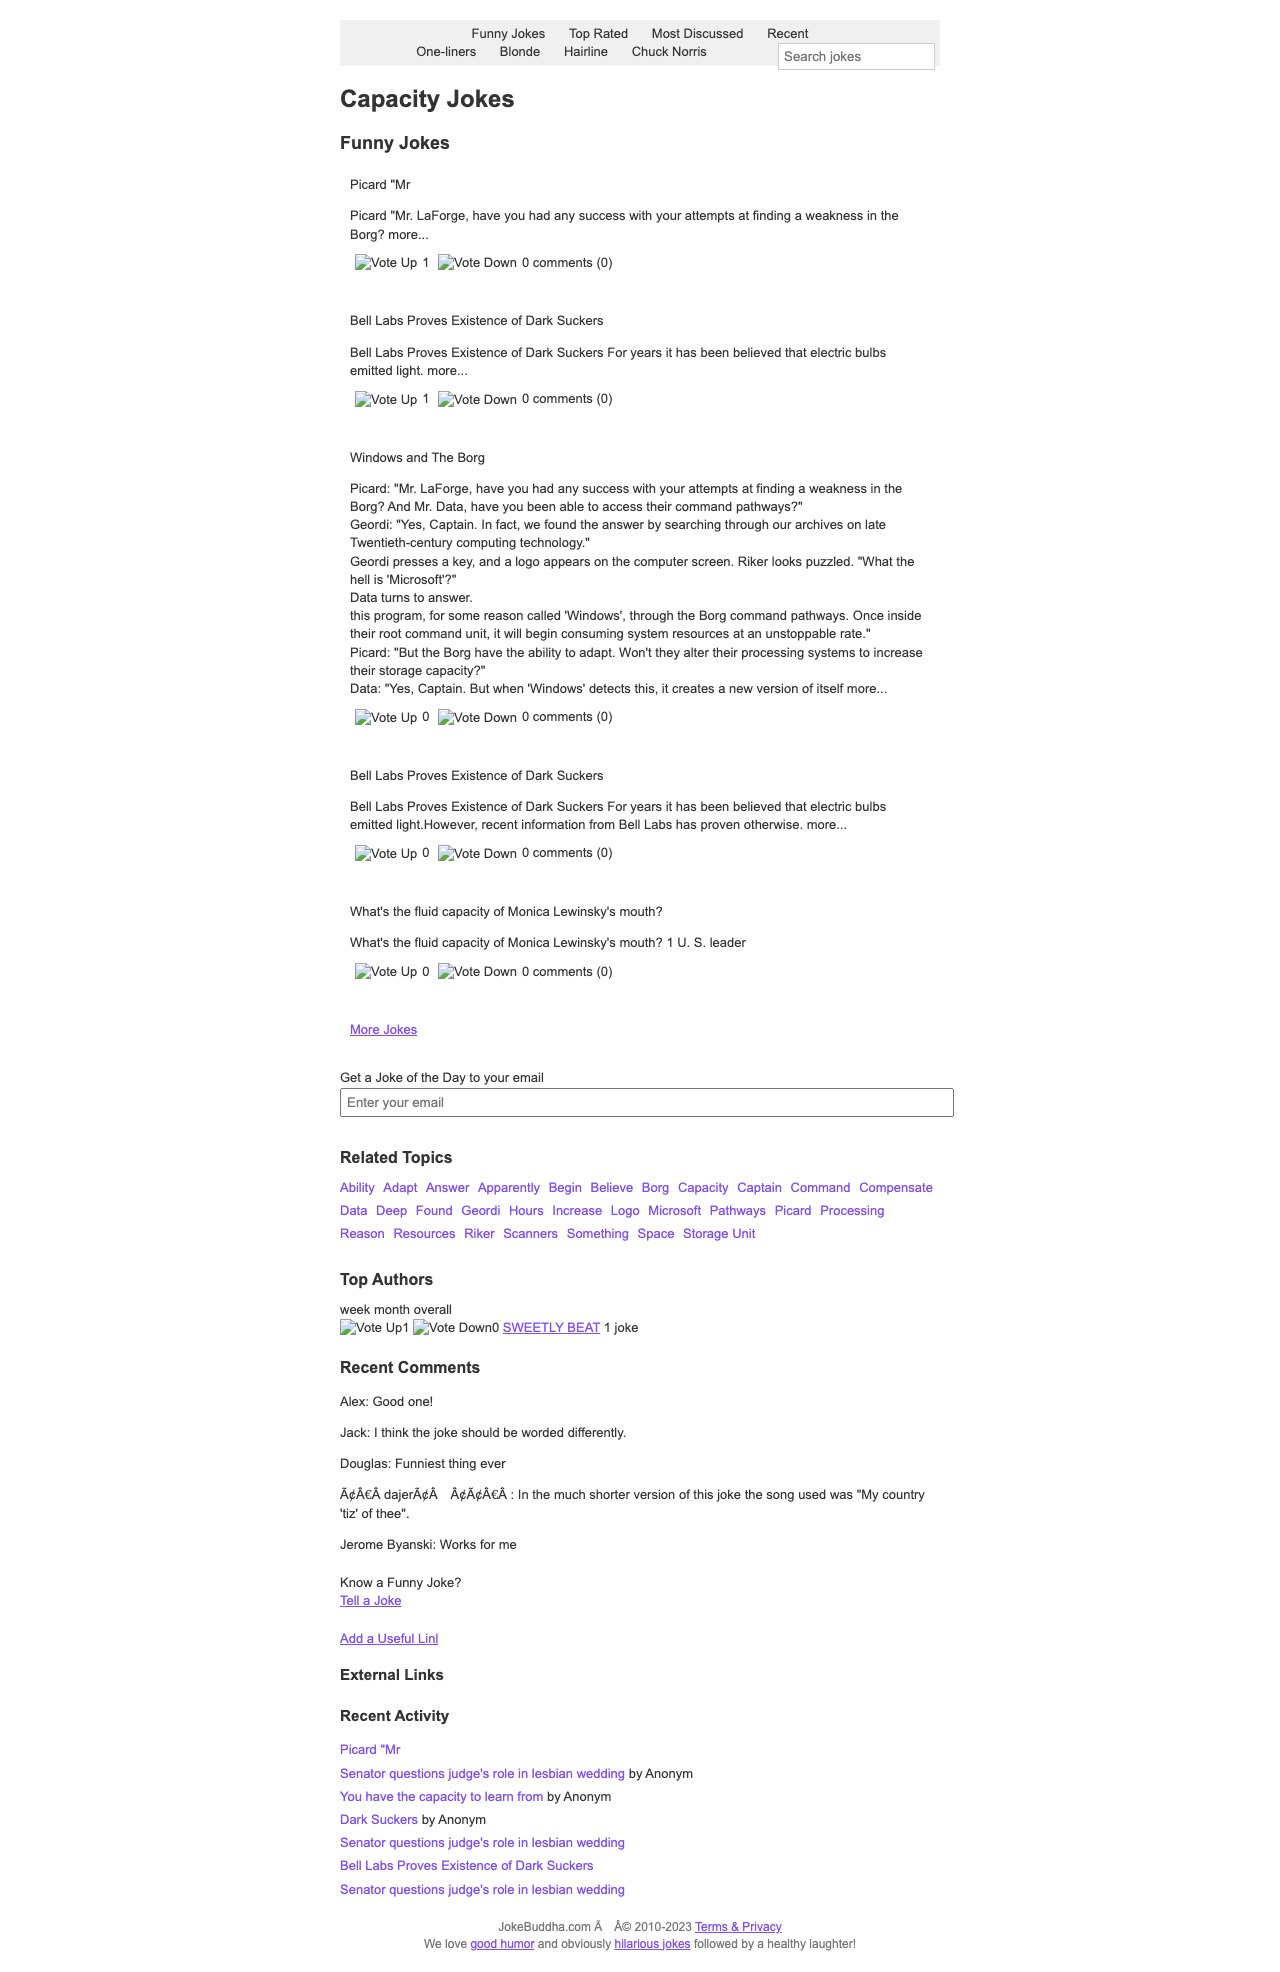 Funny Jokes Top Rated Most Discussed Recent
One-liners Blonde Hairline Chuck Norris Search jokes
Capacity Jokes
Funny Jokes
Picard "Mr
Picard "Mr. LaForge, have you had any success with your attempts at finding a weakness in the
Borg? more...
Vote Up 1 Vote Down 0 comments (0)
Bell Labs Proves Existence of Dark Suckers
Bell Labs Proves Existence of Dark Suckers For years it has been believed that electric bulbs
emitted light. more...
Vote Up 1 Vote Down 0 comments (0)
Windows and The Borg
Picard: "Mr. LaForge, have you had any success with your attempts at finding a weakness in the
Borg? And Mr. Data, have you been able to access their command pathways?"
Geordi: "Yes, Captain. In fact, we found the answer by searching through our archives on late
Twentieth-century computing technology."
Geordi presses a key, and a logo appears on the computer screen. Riker looks puzzled. "What the
hell is 'Microsoft'?"
Data turns to answer.
this program, for some reason called 'Windows', through the Borg command pathways. Once inside
their root command unit, it will begin consuming system resources at an unstoppable rate."
Picard: "But the Borg have the ability to adapt. Won't they alter their processing systems to increase
their storage capacity?"
Data: "Yes, Captain. But when 'Windows' detects this, it creates a new version of itself more...
Vote Up 0 Vote Down 0 comments (0)
Bell Labs Proves Existence of Dark Suckers
Bell Labs Proves Existence of Dark Suckers For years it has been believed that electric bulbs
emitted light.However, recent information from Bell Labs has proven otherwise. more...
Vote Up 0 Vote Down 0 comments (0)
What's the fluid capacity of Monica Lewinsky's mouth?
What's the fluid capacity of Monica Lewinsky's mouth? 1 U. S. leader
Vote Up 0 Vote Down 0 comments (0)
More Jokes
Get a Joke of the Day to your email
Enter your email
Related Topics
Ability Adapt Answer Apparently Begin Believe Borg Capacity Captain Command Compensate
Data Deep Found Geordi Hours Increase Logo Microsoft Pathways Picard Processing
Reason Resources Riker Scanners Something Space Storage Unit
Top Authors
week month overall
Vote Up1 Vote Down0 SWEETLY BEAT 1 joke
Recent Comments
Alex: Good one!
Jack: I think the joke should be worded differently.
Douglas: Funniest thing ever
Ã¢Â€Â dajerÃ¢Â Â¢Ã¢Â€Â : In the much shorter version of this joke the song used was "My country
'tiz' of thee".
Jerome Byanski: Works for me
Know a Funny Joke?
Tell a Joke
Add a Useful Linl
External Links
Recent Activity
Picard "Mr
Senator questions judge's role in lesbian wedding by Anonym
You have the capacity to learn from by Anonym
Dark Suckers by Anonym
Senator questions judge's role in lesbian wedding
Bell Labs Proves Existence of Dark Suckers
Senator questions judge's role in lesbian wedding
JokeBuddha.com Ã Â© 2010-2023 Terms & Privacy
We love good humor and obviously hilarious jokes followed by a healthy laughter!